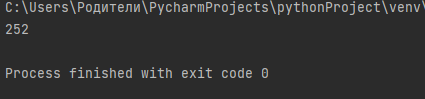 C:\Users\Родители\PycharmProjects\pythonProject\venv\
252
Process finished with exit code 0